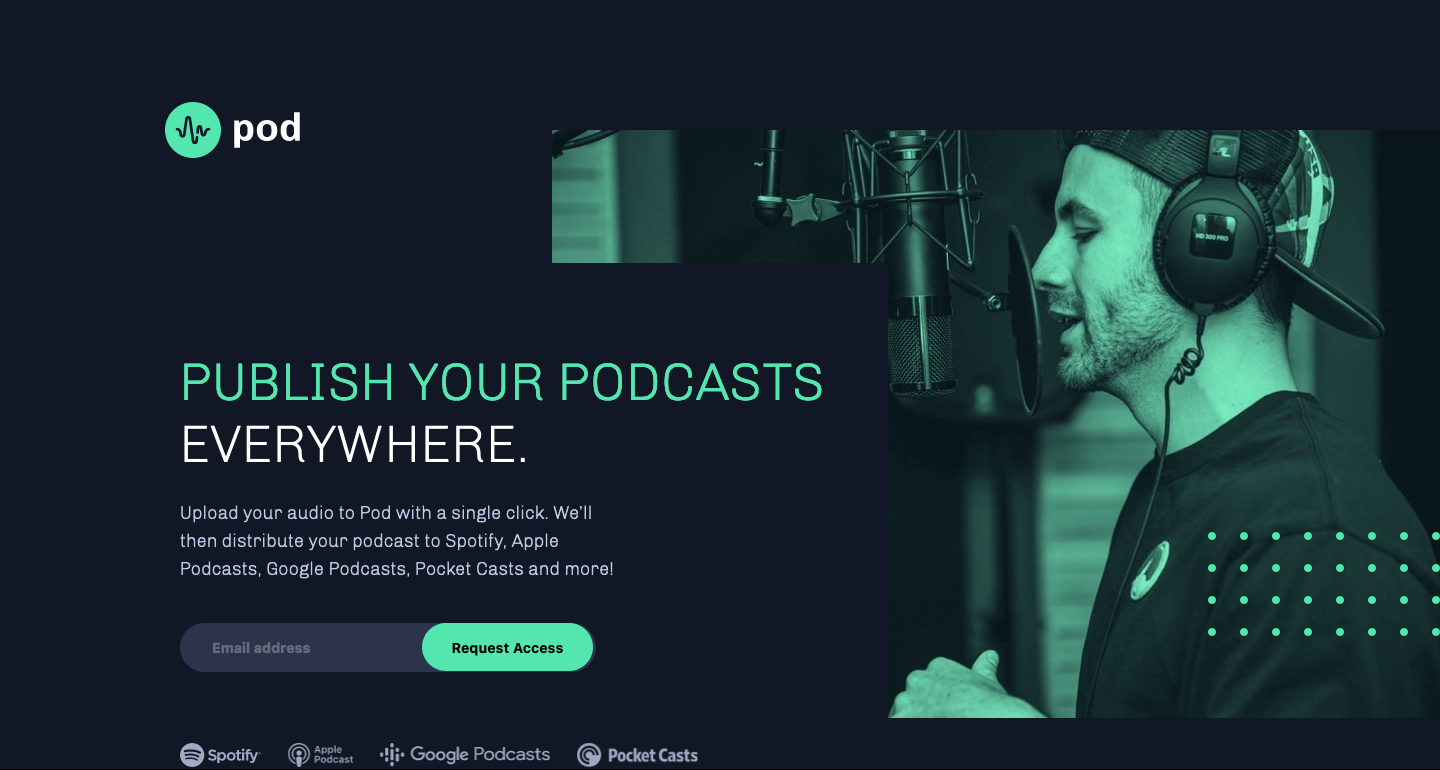 pod
HD 300 PRO
PUBLISH YOUR PODCASTS
EVERYWHERE.
Upload your audio to Pod with a single click. We’ll
then distribute your podcast to Spotify, Apple
Podcasts, Google Podcasts, Pocket Casts and more!
Email address
Request Access
Spotify
Apple
Podcast
Google Podcasts
Pocket Casts